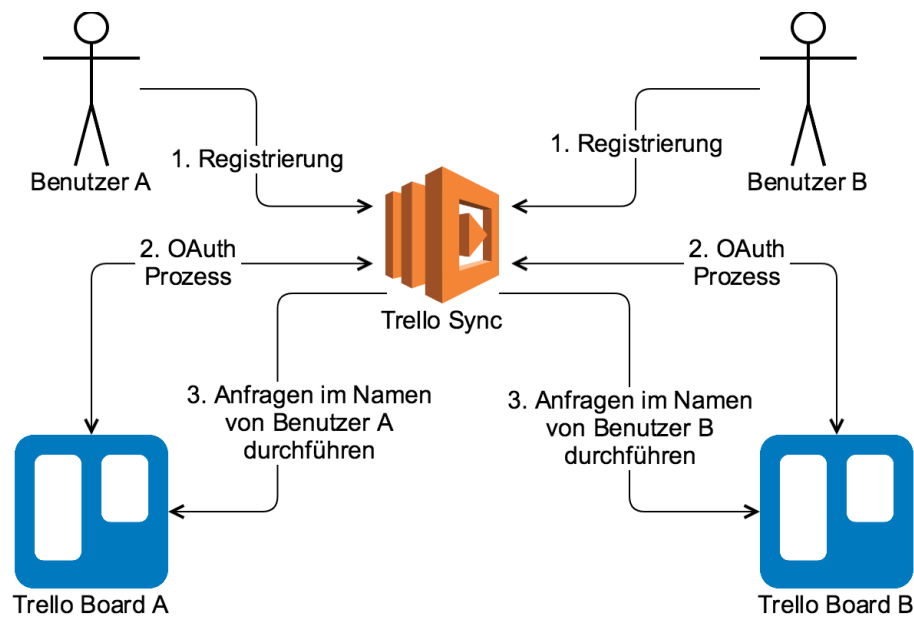 1. Registrierung
1. Registrierung
Benutzer A
Benutzer B
2. OAuth
Prozess
2. OAuth
Prozess
Trello Sync
3. Anfragen im Namen
von Benutzer A
durchführen
3. Anfragen im Namen
von Benutzer B
durchführen
Trello Board A
Trello Board B